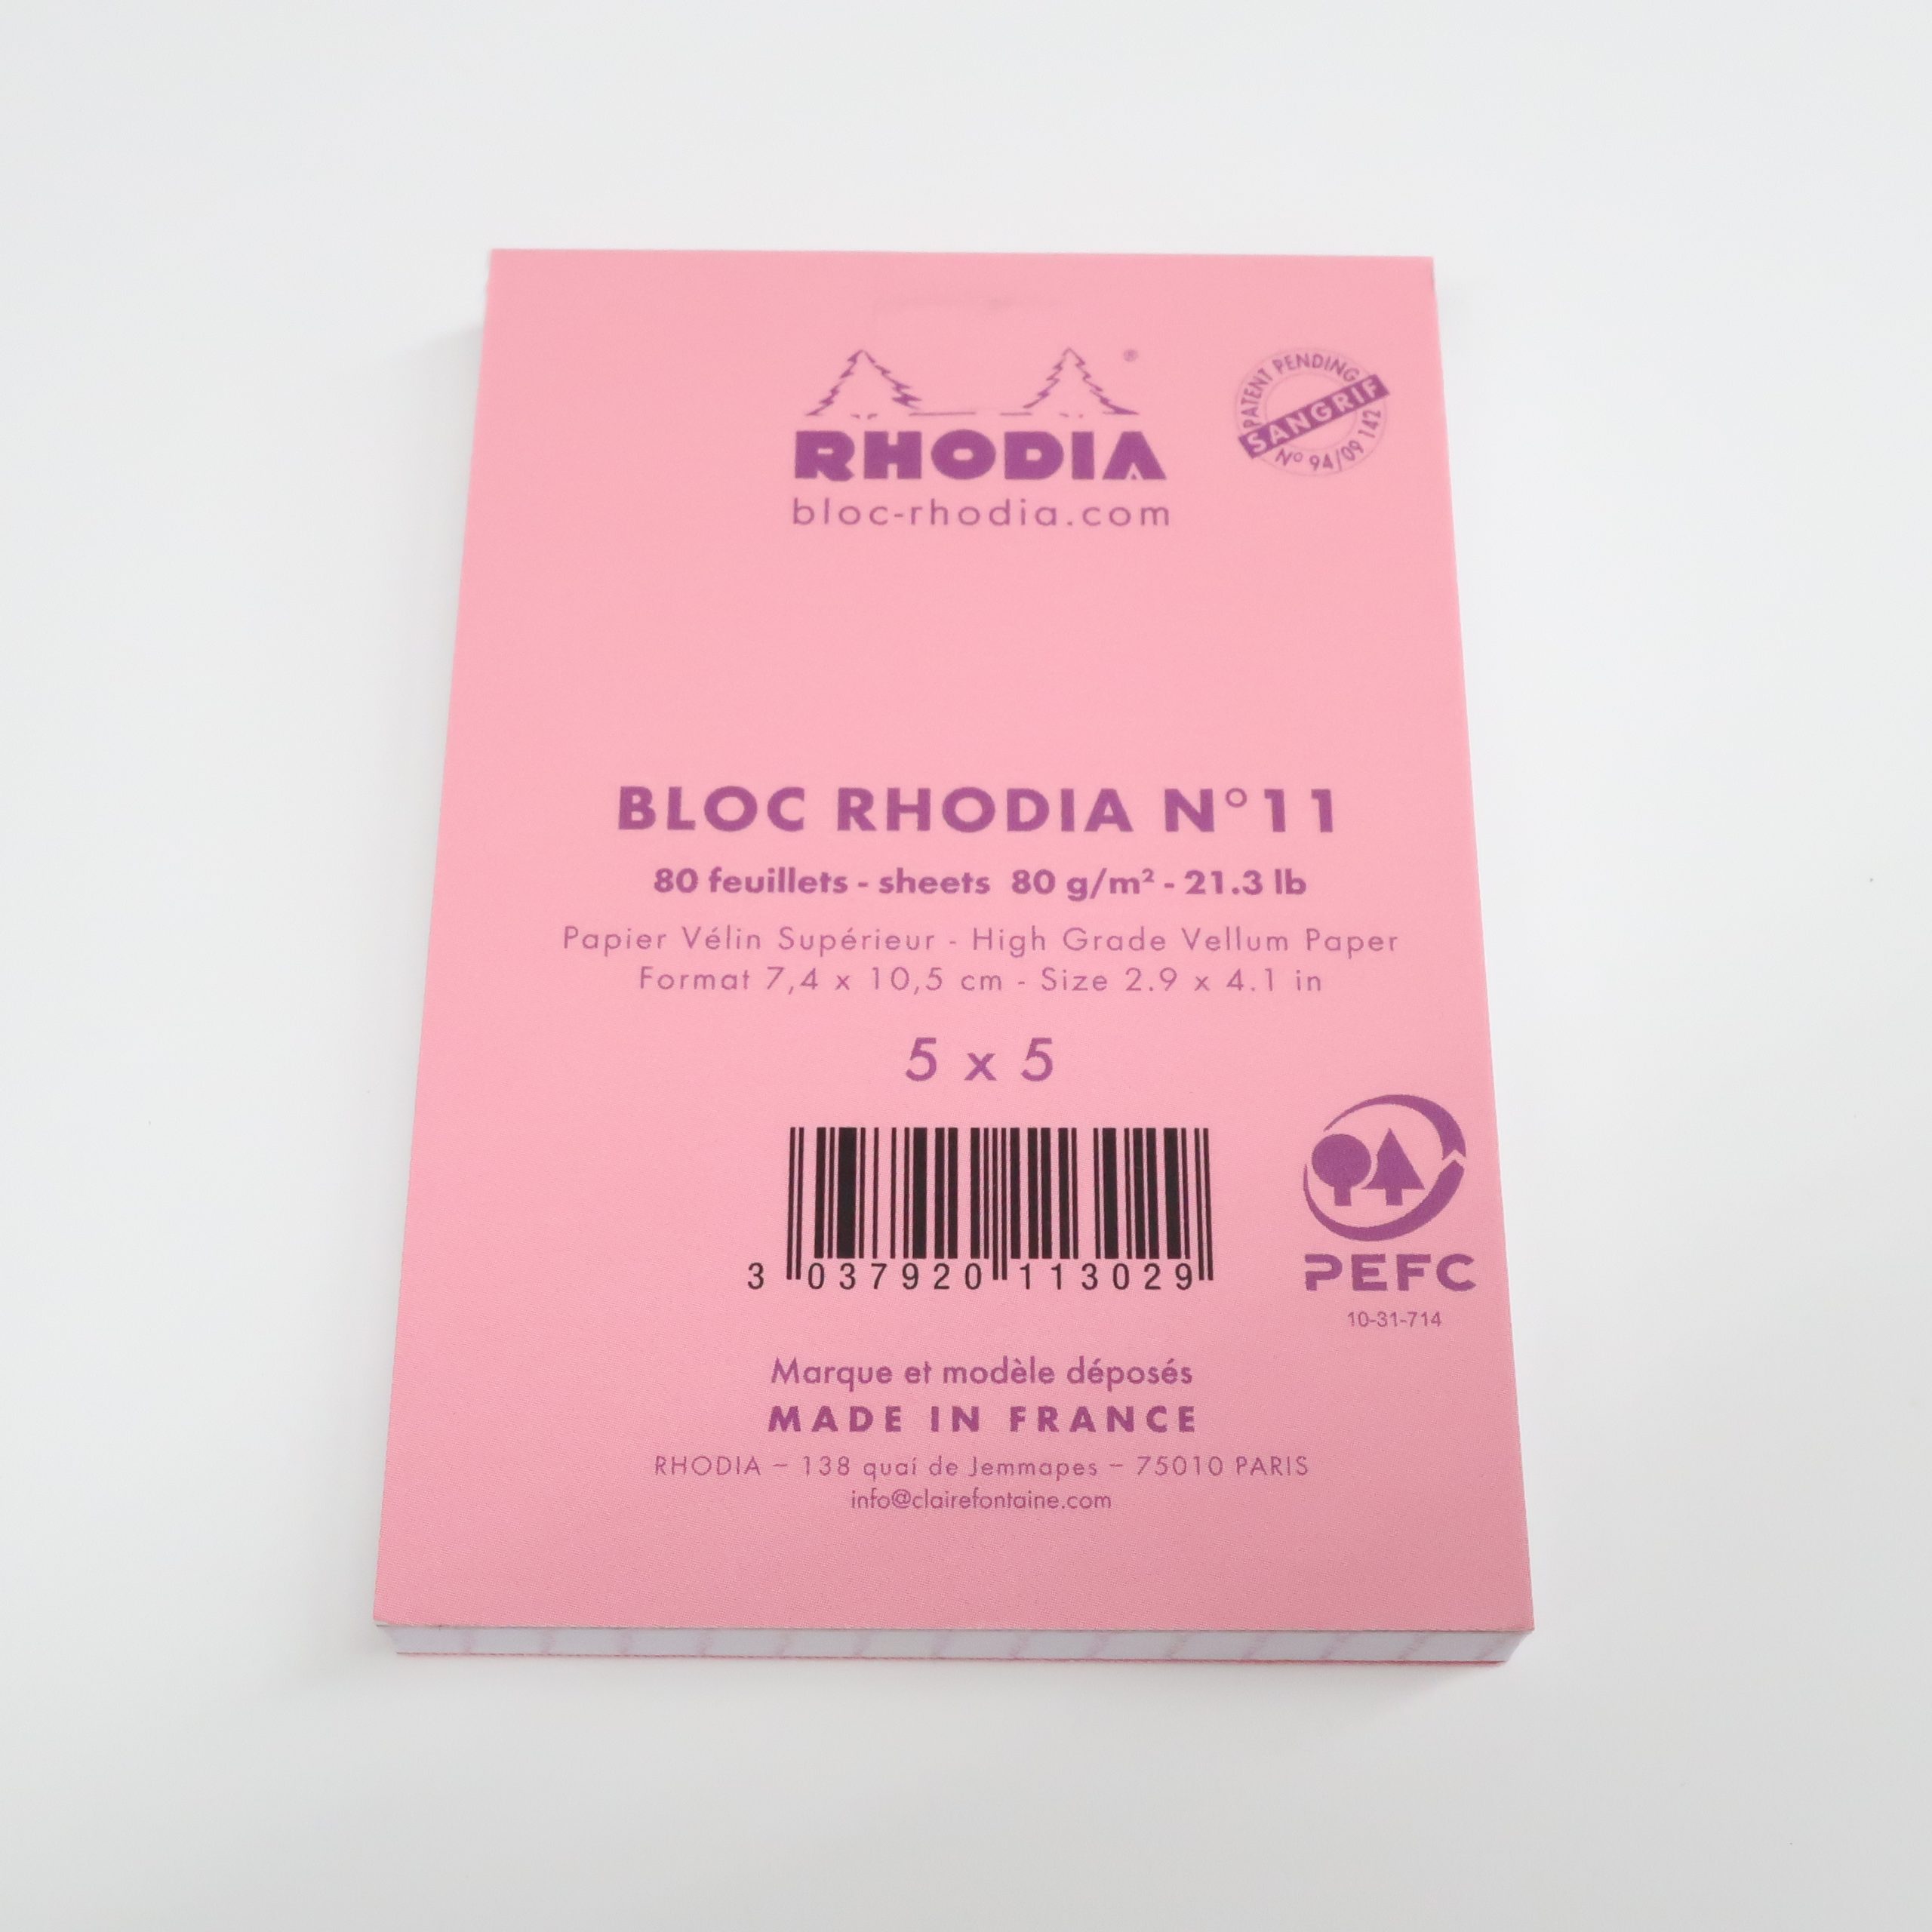 RHODIA®
bloc-rhodia.com
PATENT PENDING
SANGRIF
N° 94/09 142
BLOC RHODIA N°11
80 feuillets - sheets 80 g/m² - 21.3 lb
Papier Vélin Supérieur - High Grade Vellum Paper
Format 7,4 x 10,5 cm - Size 2.9 x 4.1 in
5 x 5
3 037920 113029
PEFC
10-31-714
Marque et modèle déposés
MADE IN FRANCE
RHODIA – 138 quai de Jemmapes – 75010 PARIS
info@clairefontaine.com